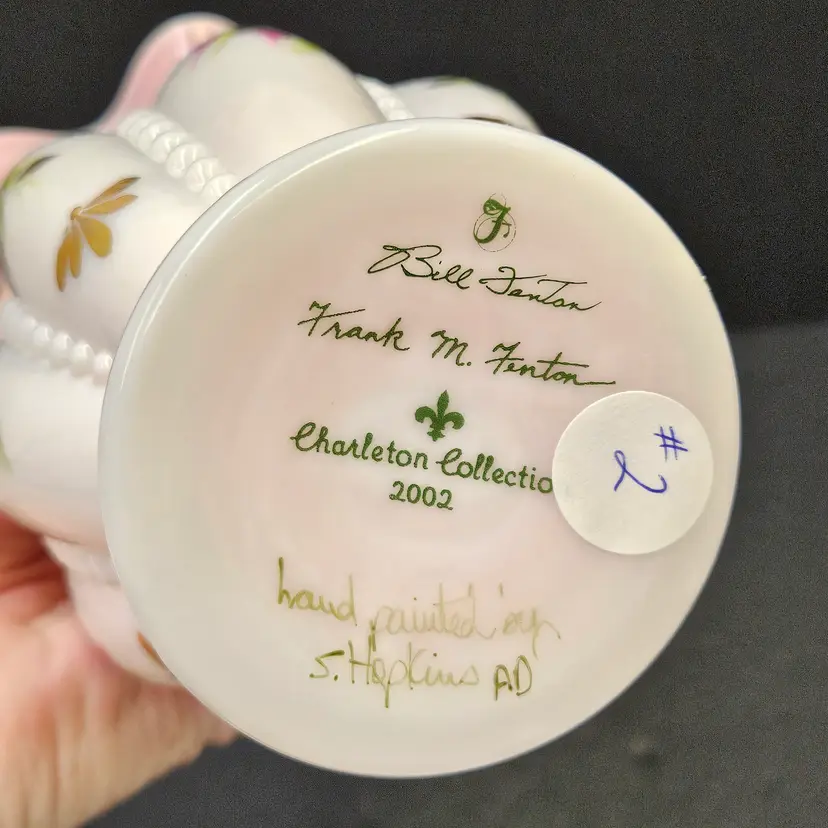 F
Bill Fenton
Frank M. Fenton
Charleton Collectio
2002
#2
hand painted by
S. Hopkins AD